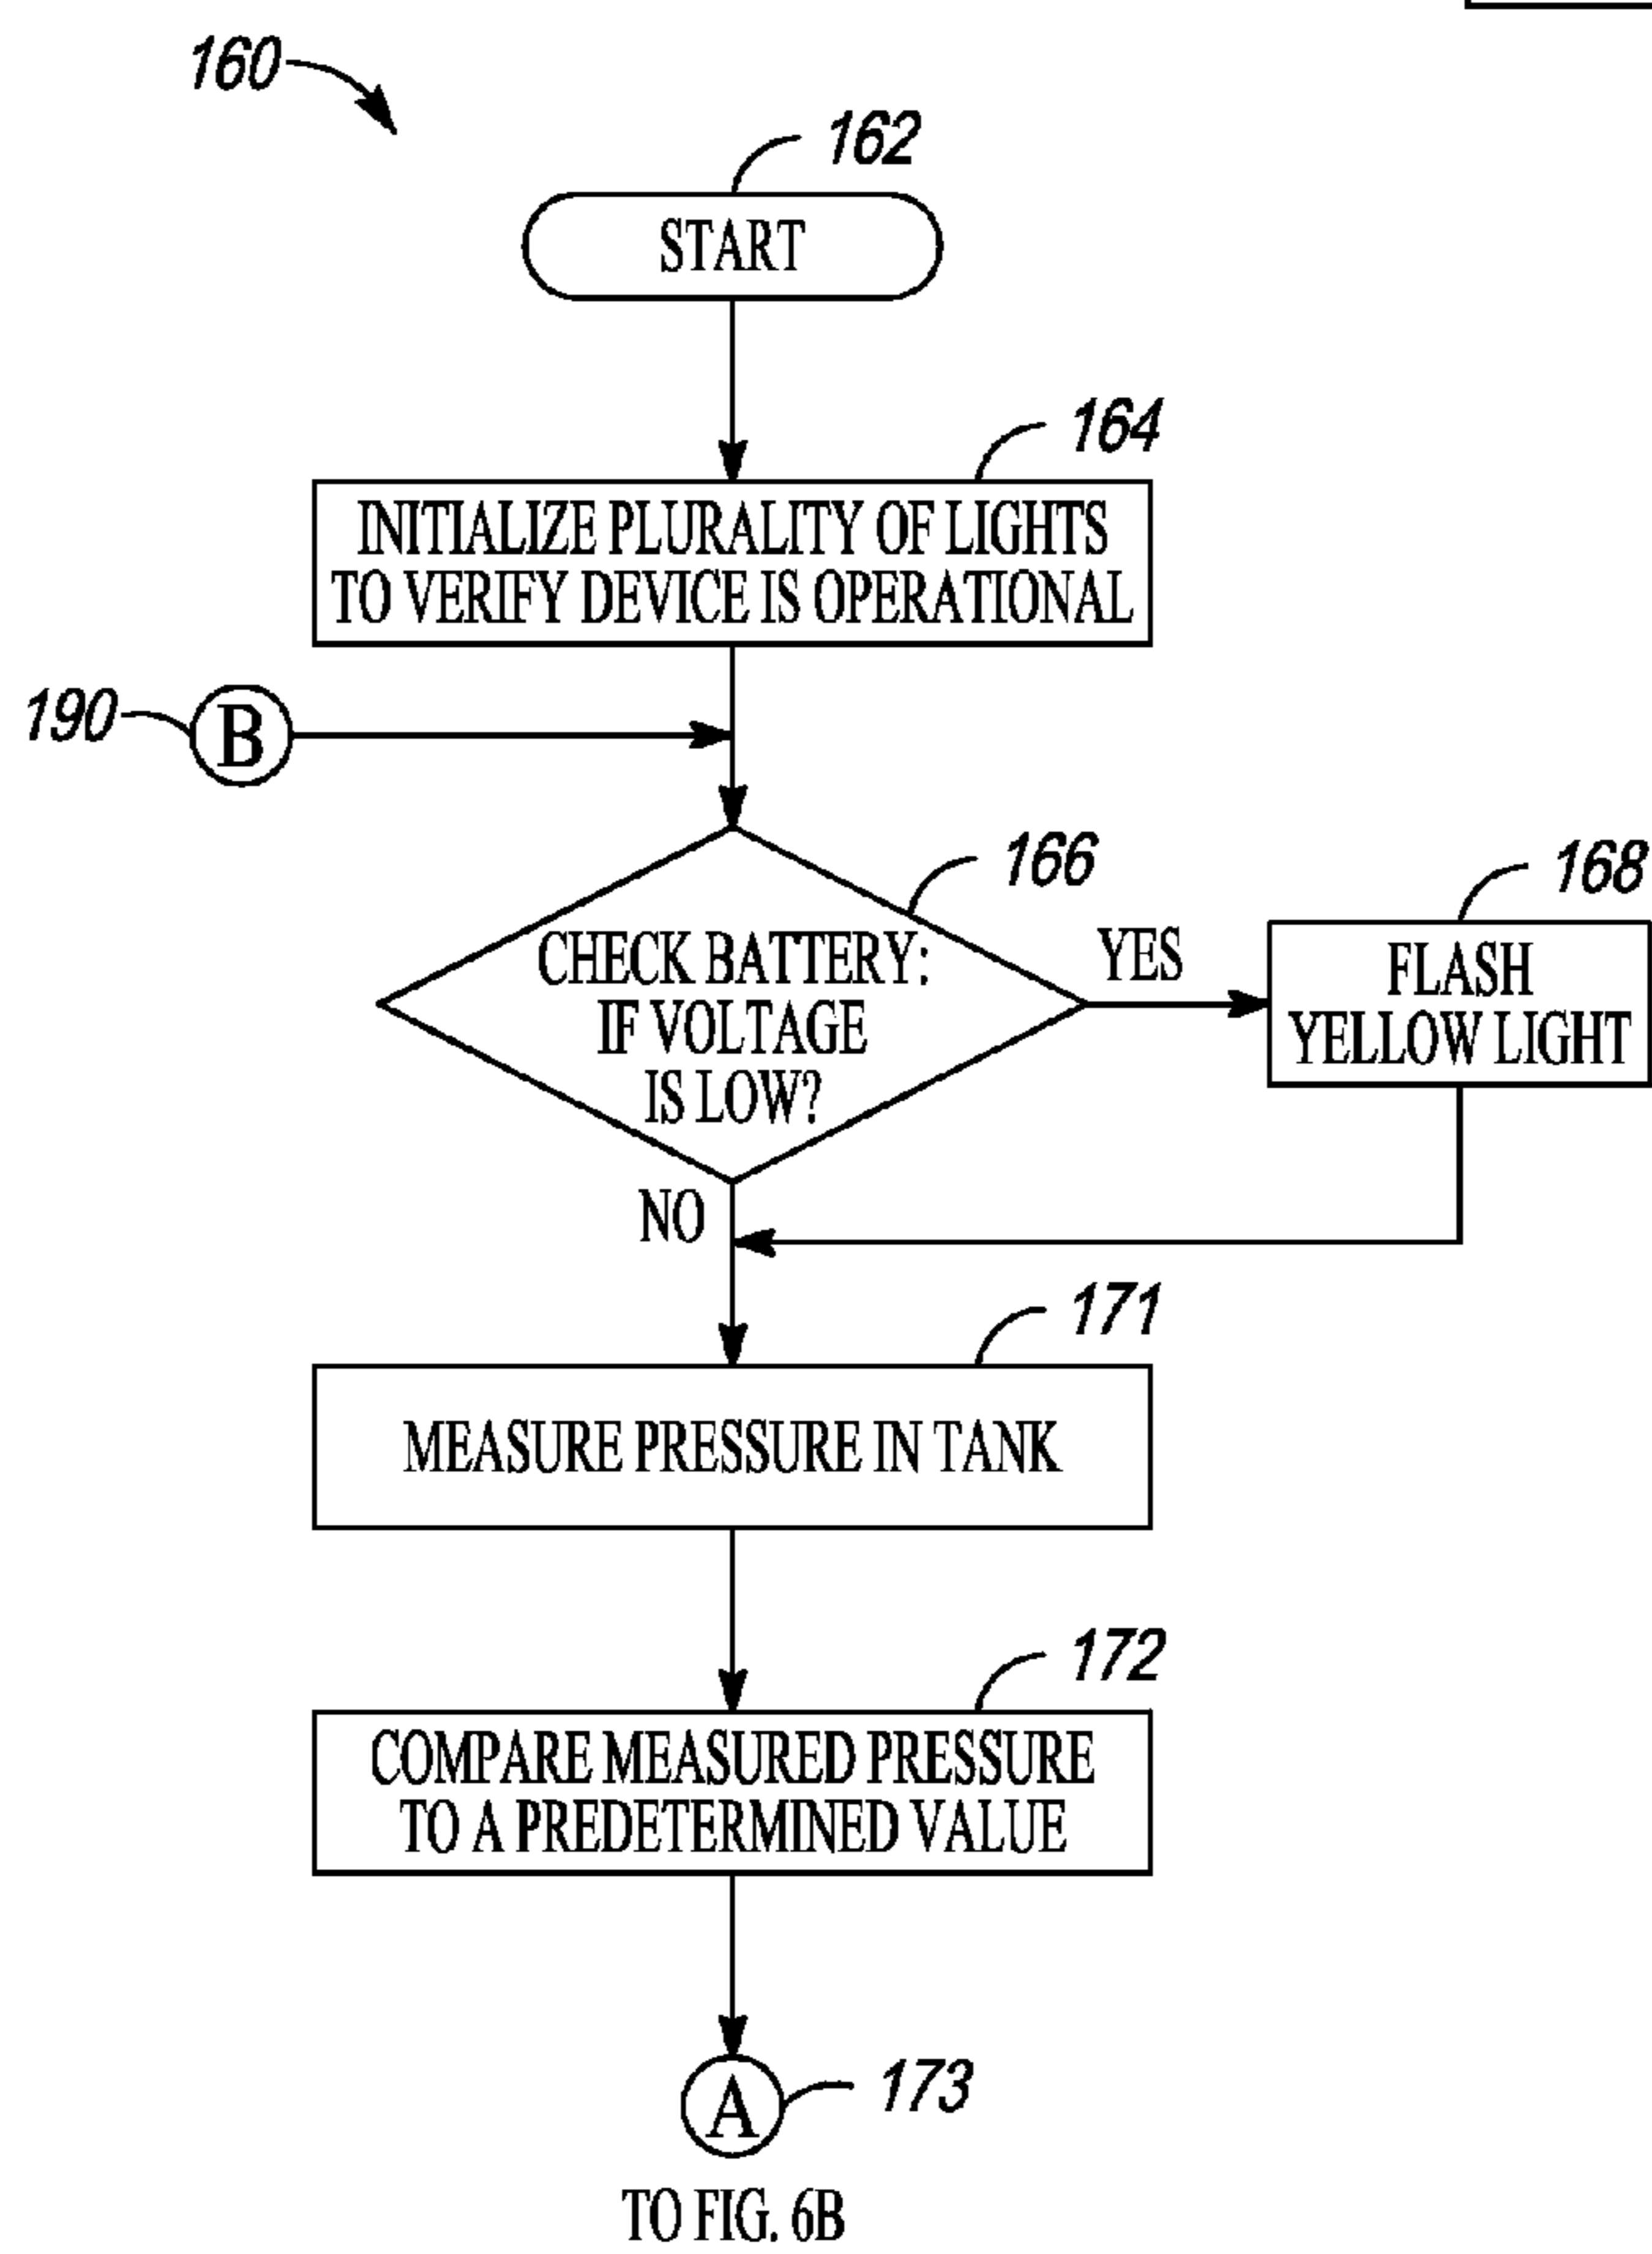 160
162
START
164
INITIALIZE PLURALITY OF LIGHTS
TO VERIFY DEVICE IS OPERATIONAL
190
B
166
168
CHECK BATTERY:
IF VOLTAGE
IS LOW?
YES
FLASH
YELLOW LIGHT
NO
171
MEASURE PRESSURE IN TANK
172
COMPARE MEASURED PRESSURE
TO A PREDETERMINED VALUE
A
173
TO FIG. 6B